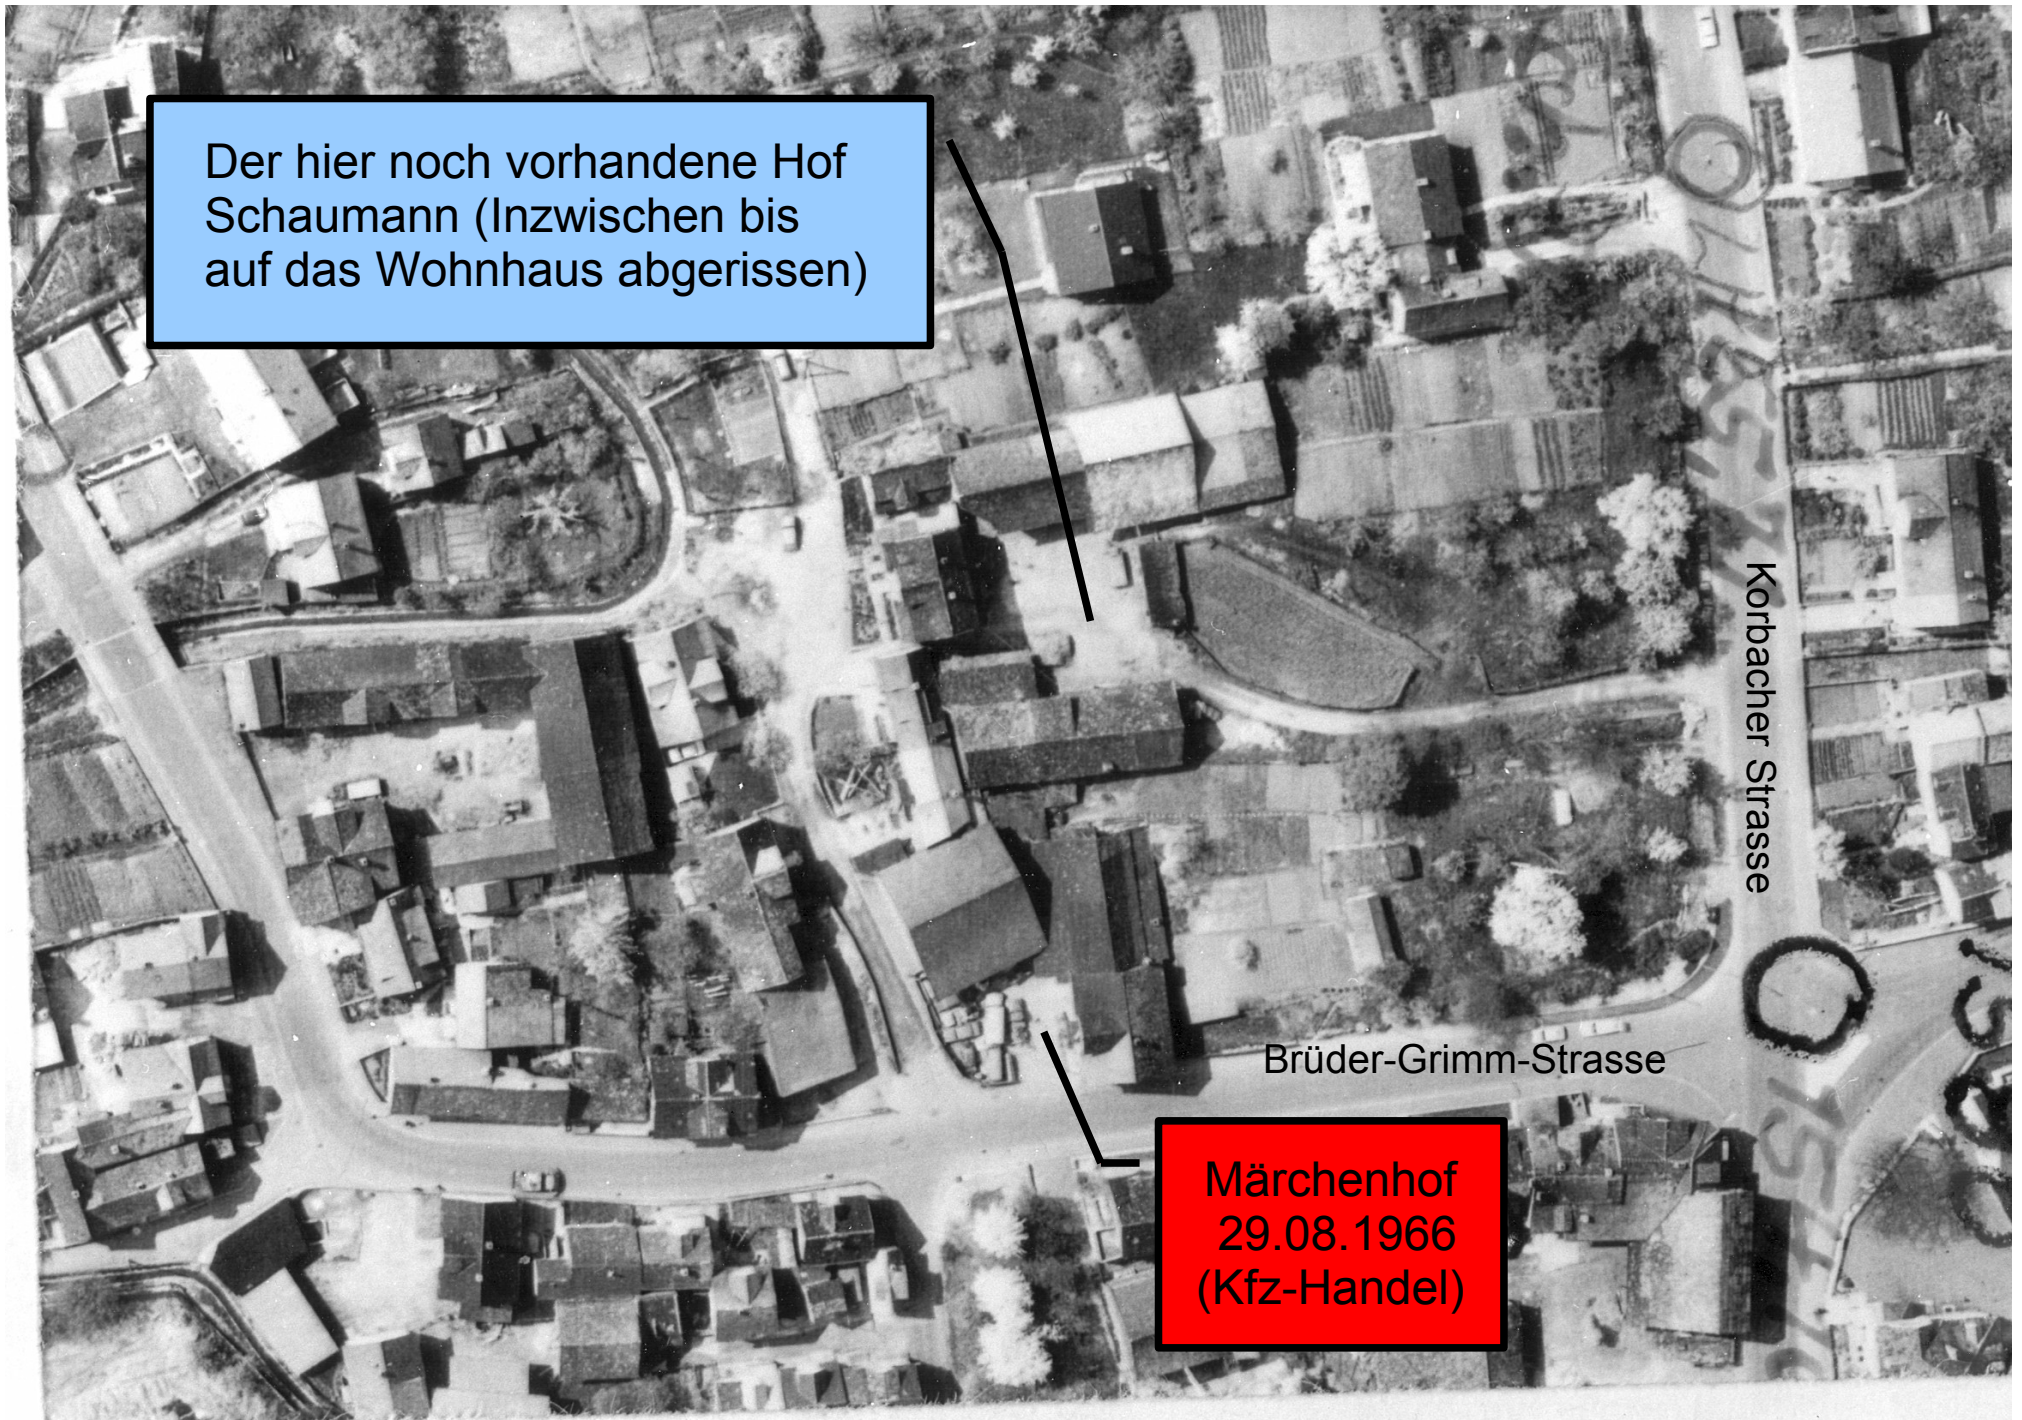 Der hier noch vorhandene Hof
Schaumann (Inzwischen bis
auf das Wohnhaus abgerissen)
Korbacher Strasse
Brüder-Grimm-Strasse
Märchenhof
29.08.1966
(Kfz-Handel)